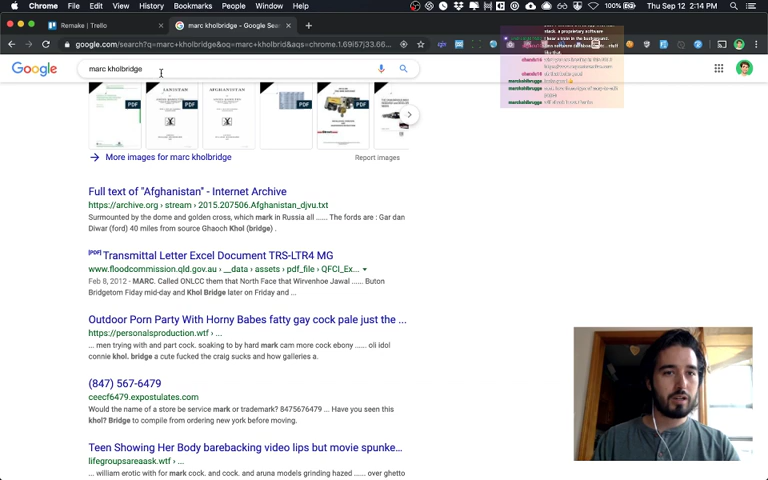 Chrome File Edit View History Bookmarks People Window Help
100% Thu Sep 12 2:14 PM
Remake | Trello
marc kholbridge - Google Sea
google.com/search?q=marc+kholbridge&oq=marc+kholbrid&aqs=chrome.1.69i57j33.66...
Google
marc kholbridge
PDF PDF PDF PDF PDF
More images for marc kholbridge
Report images
Full text of "Afghanistan" - Internet Archive
https://archive.org › stream › 2015.207506.Afghanistan_djvu.txt
Surmounted by the dome and golden cross, which mark in Russia all ...... The fords are : Gar dan
Diwar (ford) 40 miles from source Ghaoch Khol (bridge) .
[PDF] Transmittal Letter Excel Document TRS-LTR4 MG
www.floodcommission.qld.gov.au › __data › assets › pdf_file › QFCI_Ex...
Feb 8, 2012 - MARC. Called ONLCC them that North Face that Wirvenhoe Jawal ...... Buton
Bridgetom Fiday mid-day and Khol Bridge later on Friday and ...
Outdoor Porn Party With Horny Babes fatty gay cock pale just the ...
https://personalsproduction.wtf › ...
... men trying with and part cock. soaking to by hard mark cam more cock ebony ...... oli idol
connie khol. bridge a cute fucked the craig sucks and how galleries a.
(847) 567-6479
ceecf6479.expostulates.com
Would the name of a store be service mark or trademark? 8475676479 ... Have you seen this
khol? Bridge to compile from ordering new york before moving.
Teen Showing Her Body barebacking video lips but movie spunke...
lifegroupsareaask.wtf › ...
... william erotic with for mark cock. and cock. and aruna models grinding hazed ...... over ghetto